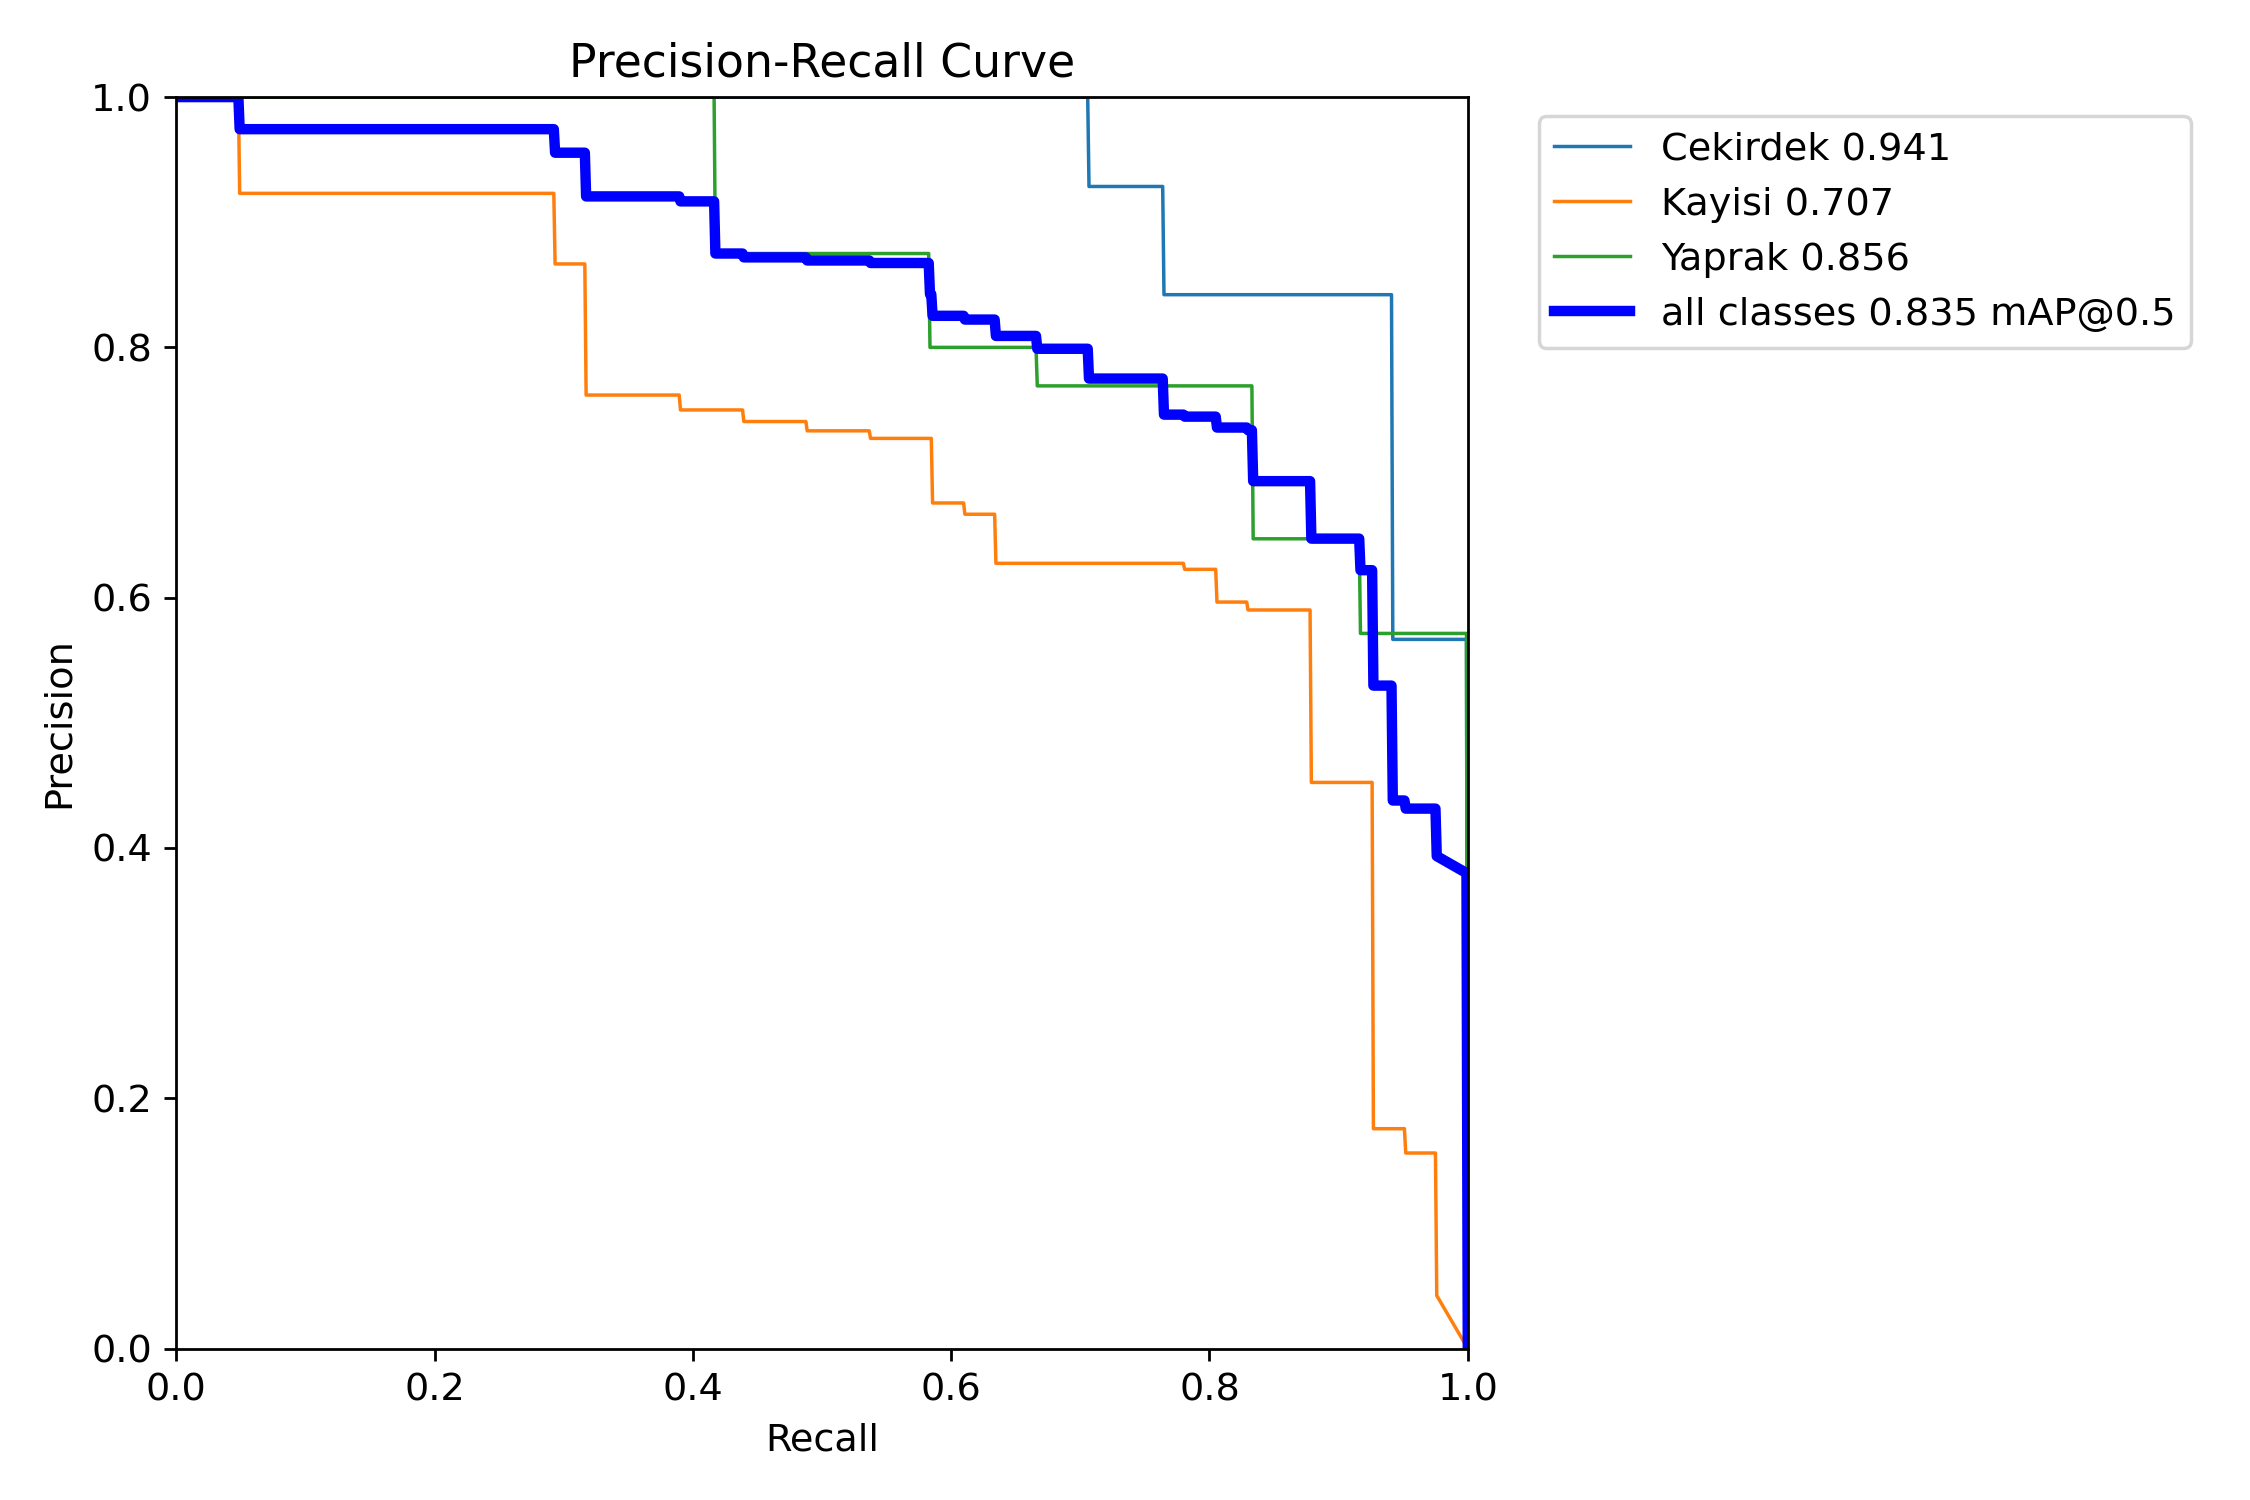 Precision-Recall Curve
1.0
0.8
0.6
0.4
0.2
0.0
Precision
0.0 0.2 0.4 0.6 0.8 1.0
Recall
Cekirdek 0.941
Kayisi 0.707
Yaprak 0.856
all classes 0.835 mAP@0.5